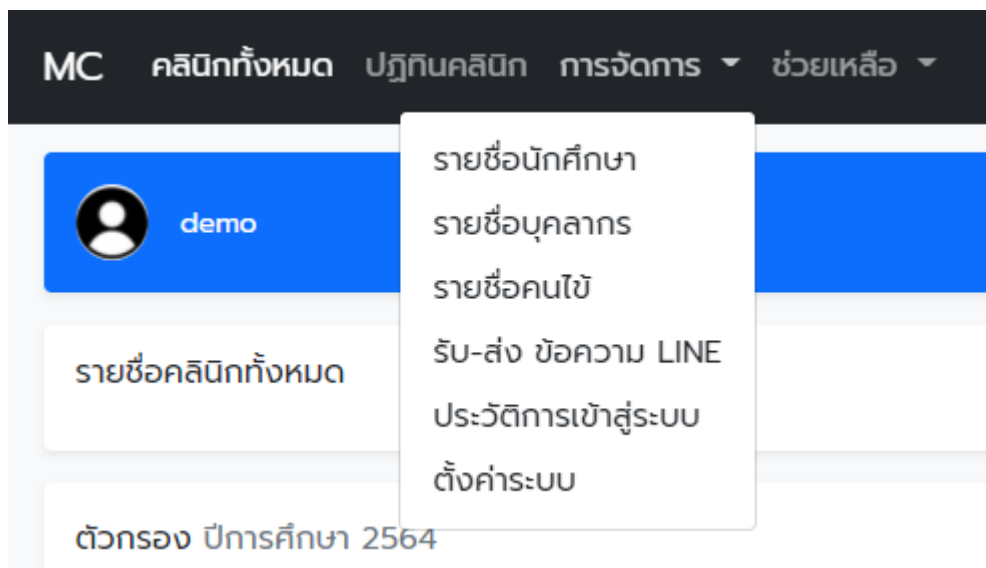 MC คลินิกทั้งหมด ปฏิทินคลินิก การจัดการ ช่วยเหลือ
demo
รายชื่อนักศึกษา
รายชื่อบุคลากร
รายชื่อคนไข้
รับ-ส่ง ข้อความ LINE
ประวัติการเข้าสู่ระบบ
ตั้งค่าระบบ
รายชื่อคลินิกทั้งหมด
ตัวกรอง ปีการศึกษา 2564